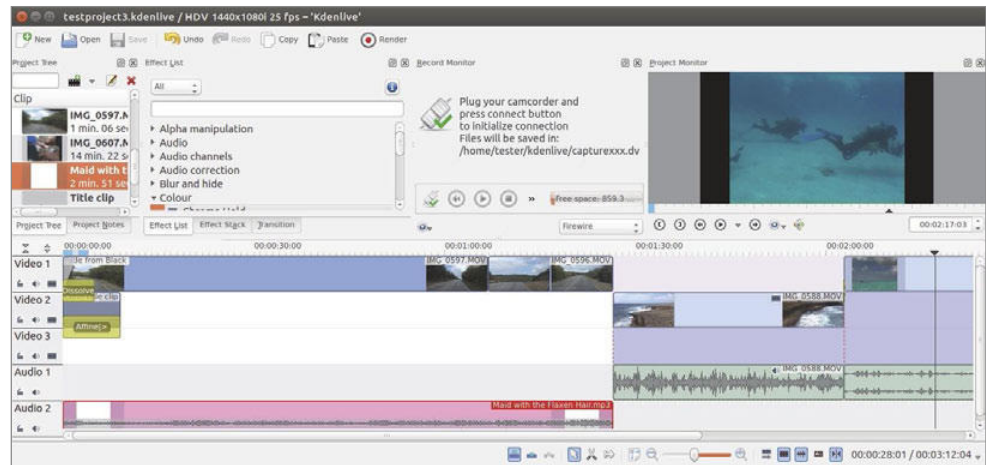 testproject3.kdenlive / HDV 1440x1080i 25 fps – 'Kdenlive'
New Open Save Undo Redo Copy Paste Render
Project Tree
Effect List
Record Monitor
Project Monitor
All
Clip
IMG_0597.M
1 min. 06 se
IMG_0607.M
14 min. 22 s
Maid with t
2 min. 51 se
Title clip
Alpha manipulation
Audio
Audio channels
Audio correction
Blur and hide
Colour
Plug your camcorder and
press connect button
to initialize connection
Files will be saved in:
/home/tester/kdenlive/capturexxx.dv
Free space: 859.3
Project Tree Project Notes
Effect List Effect Stack Transition
Firewire
00:02:17:03
00:00:00:00 00:00:30:00 00:01:00:00 00:01:30:00 00:02:00:00
Video 1
de from Black
IMG_0597.MOV
IMG_0596.MOV
Dissolve
Video 2
le clip
Affine
IMG_0588.MOV
Video 3
Audio 1
IMG_0588.MOV
Audio 2
Maid with the Flaxen Hair.mp3
00:00:28:01 / 00:03:12:04